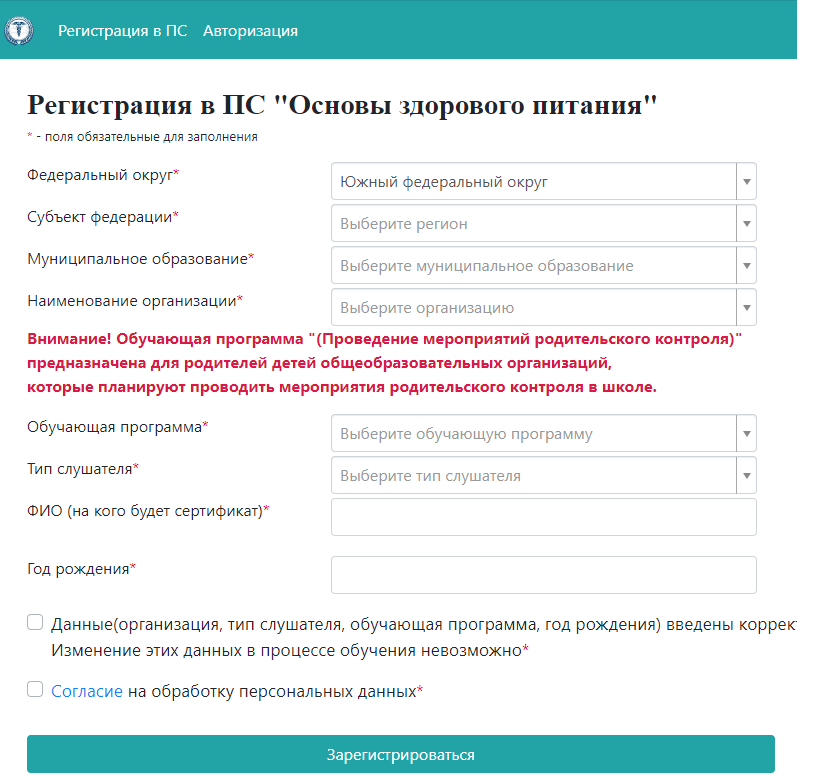 Регистрация в ПС Авторизация
Регистрация в ПС "Основы здорового питания"
* - поля обязательные для заполнения
Федеральный округ* Южный федеральный округ
Субъект федерации* Выберите регион
Муниципальное образование* Выберите муниципальное образование
Наименование организации* Выберите организацию
Внимание! Обучающая программа "(Проведение мероприятий родительского контроля)"
предназначена для родителей детей общеобразовательных организаций,
которые планируют проводить мероприятия родительского контроля в школе.
Обучающая программа* Выберите обучающую программу
Тип слушателя* Выберите тип слушателя
ФИО (на кого будет сертификат)*
Год рождения*
Данные(организация, тип слушателя, обучающая программа, год рождения) введены коррек
Изменение этих данных в процессе обучения невозможно*
Согласие на обработку персональных данных*
Зарегистрироваться